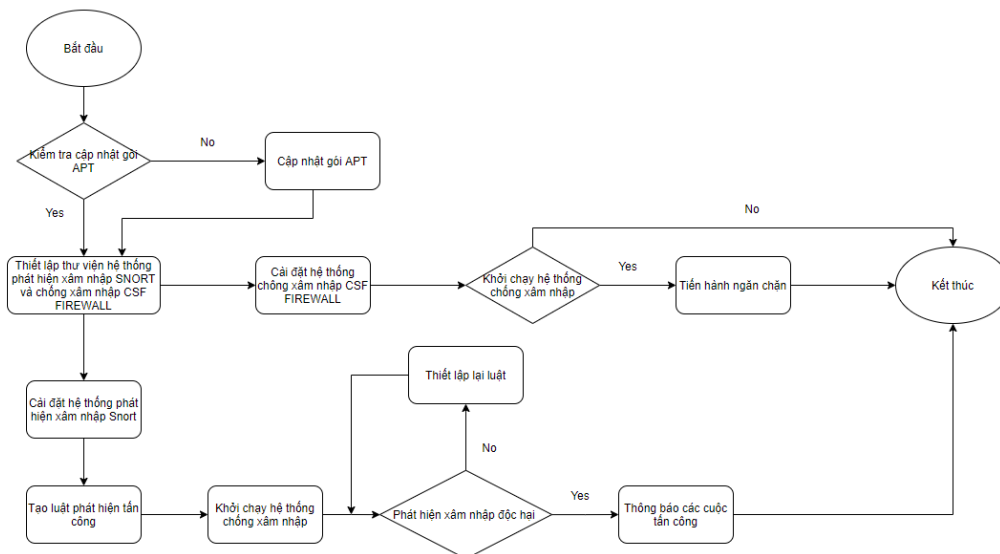 Bắt đầu
Kiểm tra cập nhật gói
APT
No
Cập nhật gói APT
Yes
No
Thiết lập thư viện hệ thống
phát hiện xâm nhập SNORT
và chống xâm nhập CSF
FIREWALL
Cải đặt hệ thống
chống xâm nhập CSF
FIREWALL
Khởi chạy hệ thống
chống xâm nhập
Yes
Tiến hành ngăn chặn
Kết thúc
Thiết lập lại luật
Cải đặt hệ thống phát
hiện xâm nhập Snort
No
Tạo luật phát hiện tấn
công
Khởi chạy hệ thống
chống xâm nhập
Phát hiện xâm nhập độc hai
Yes
Thông báo các cuộc
tấn công